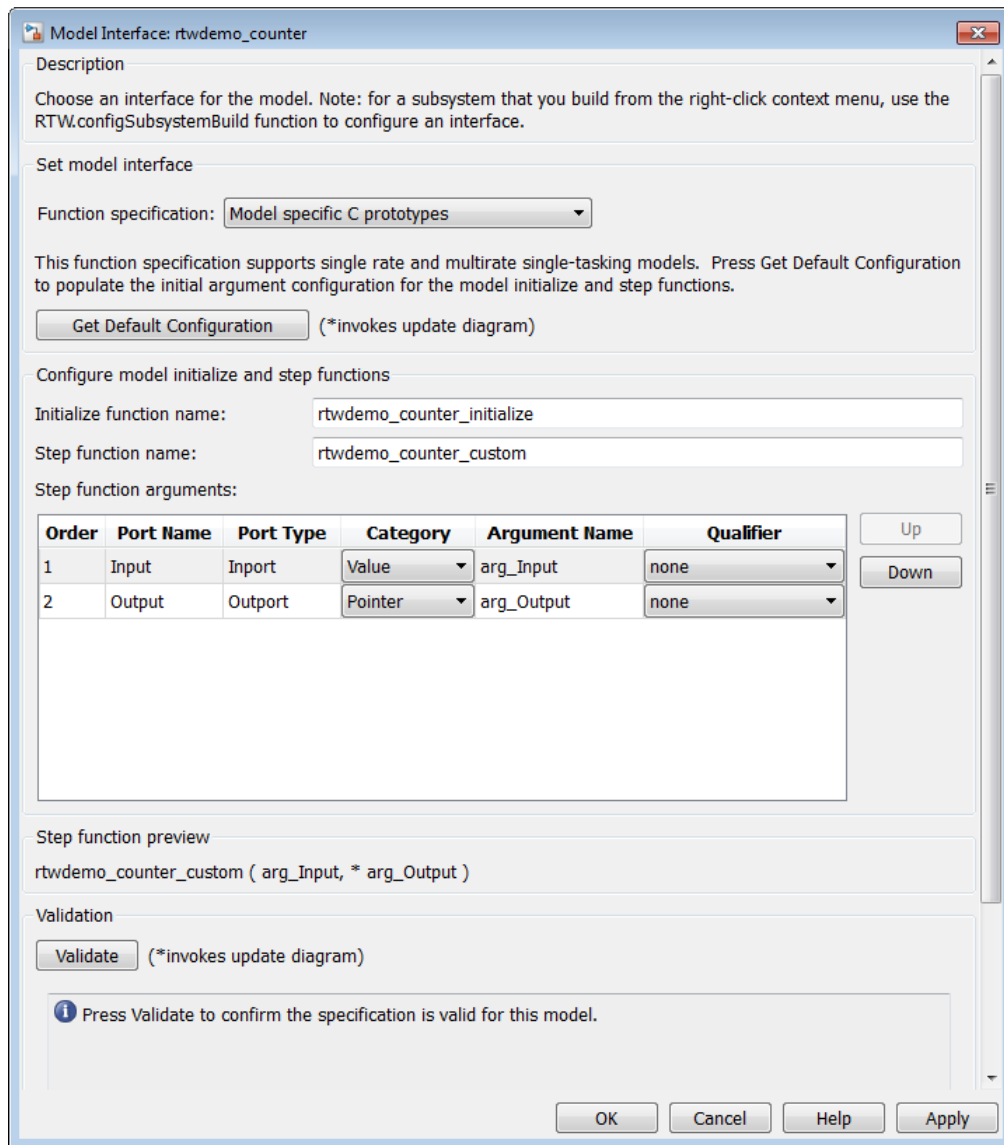 Model Interface: rtwdemo_counter
Description
Choose an interface for the model. Note: for a subsystem that you build from the right-click context menu, use the
RTW.configSubsystemBuild function to configure an interface.
Set model interface
Function specification: Model specific C prototypes
This function specification supports single rate and multirate single-tasking models. Press Get Default Configuration
to populate the initial argument configuration for the model initialize and step functions.
Get Default Configuration (*invokes update diagram)
Configure model initialize and step functions
Initialize function name: rtwdemo_counter_initialize
Step function name: rtwdemo_counter_custom
Step function arguments:
Order Port Name Port Type Category Argument Name Qualifier Up
1 Input Inport Value arg_Input none Down
2 Output Outport Pointer arg_Output none
Step function preview
rtwdemo_counter_custom ( arg_Input, * arg_Output )
Validation
Validate (*invokes update diagram)
Press Validate to confirm the specification is valid for this model.
OK Cancel Help Apply